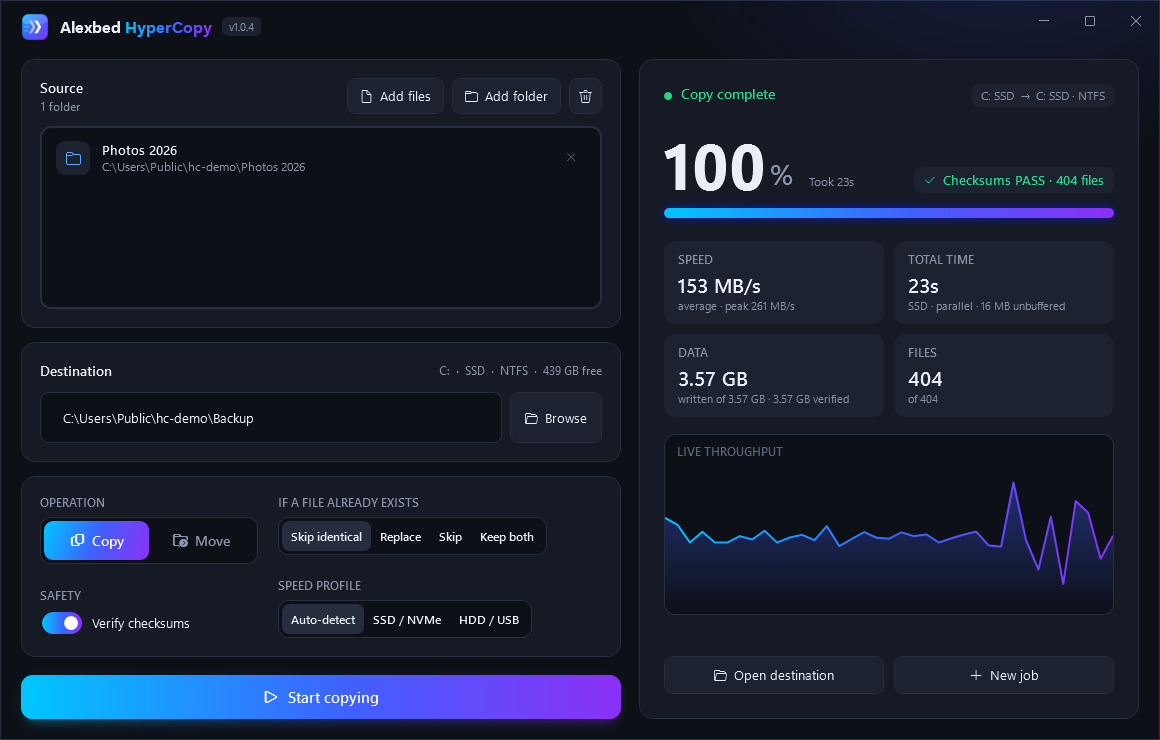 Alexbed HyperCopy v1.0.4
Source
1 folder
Add files
Add folder
Photos 2026
C:\Users\Public\hc-demo\Photos 2026
Destination
C: · SSD · NTFS · 439 GB free
C:\Users\Public\hc-demo\Backup
Browse
OPERATION
Copy
Move
IF A FILE ALREADY EXISTS
Skip identical
Replace
Skip
Keep both
SAFETY
Verify checksums
SPEED PROFILE
Auto-detect
SSD / NVMe
HDD / USB
Start copying
Copy complete
C: SSD → C: SSD · NTFS
100 %
Took 23s
Checksums PASS · 404 files
SPEED
153 MB/s
average · peak 261 MB/s
TOTAL TIME
23s
SSD · parallel · 16 MB unbuffered
DATA
3.57 GB
written of 3.57 GB · 3.57 GB verified
FILES
404
of 404
LIVE THROUGHPUT
Open destination
New job